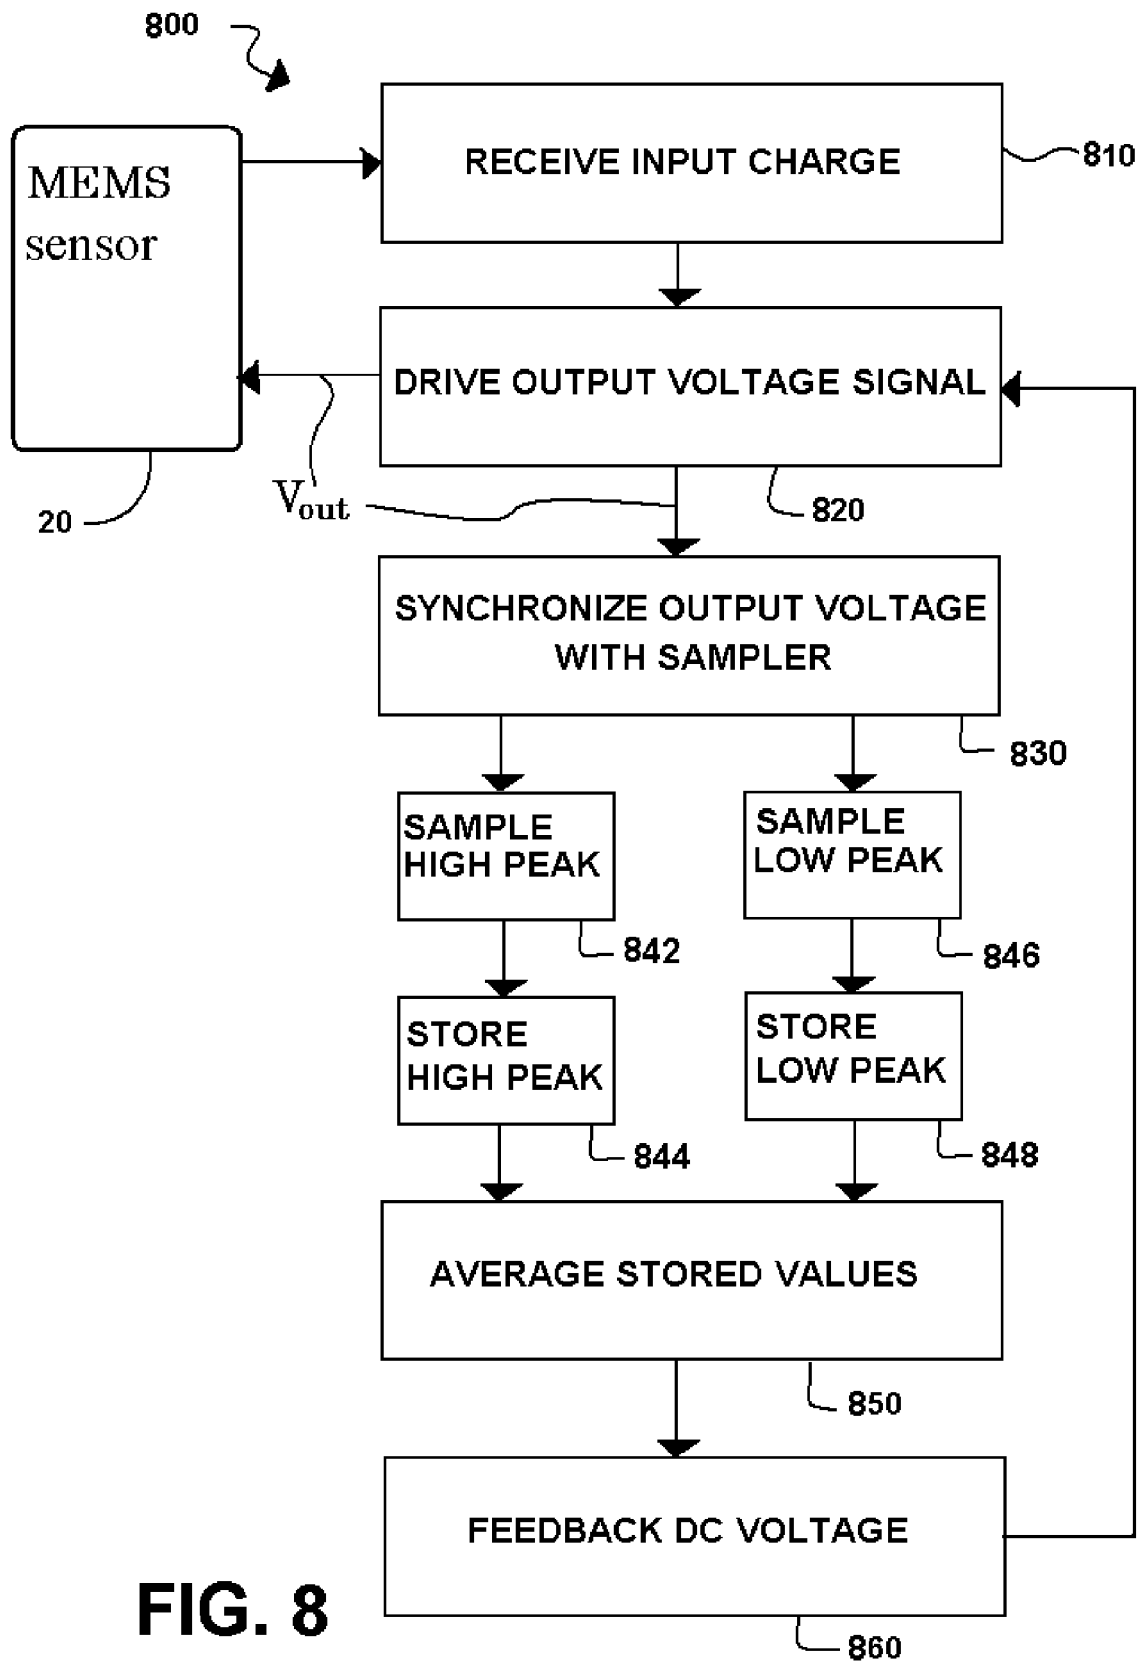 800
MEMS
sensor
RECEIVE INPUT CHARGE
810
DRIVE OUTPUT VOLTAGE SIGNAL
Vout
20
820
SYNCHRONIZE OUTPUT VOLTAGE
WITH SAMPLER
830
SAMPLE
HIGH PEAK
842
SAMPLE
LOW PEAK
846
STORE
HIGH PEAK
844
STORE
LOW PEAK
848
AVERAGE STORED VALUES
850
FEEDBACK DC VOLTAGE
860
FIG. 8